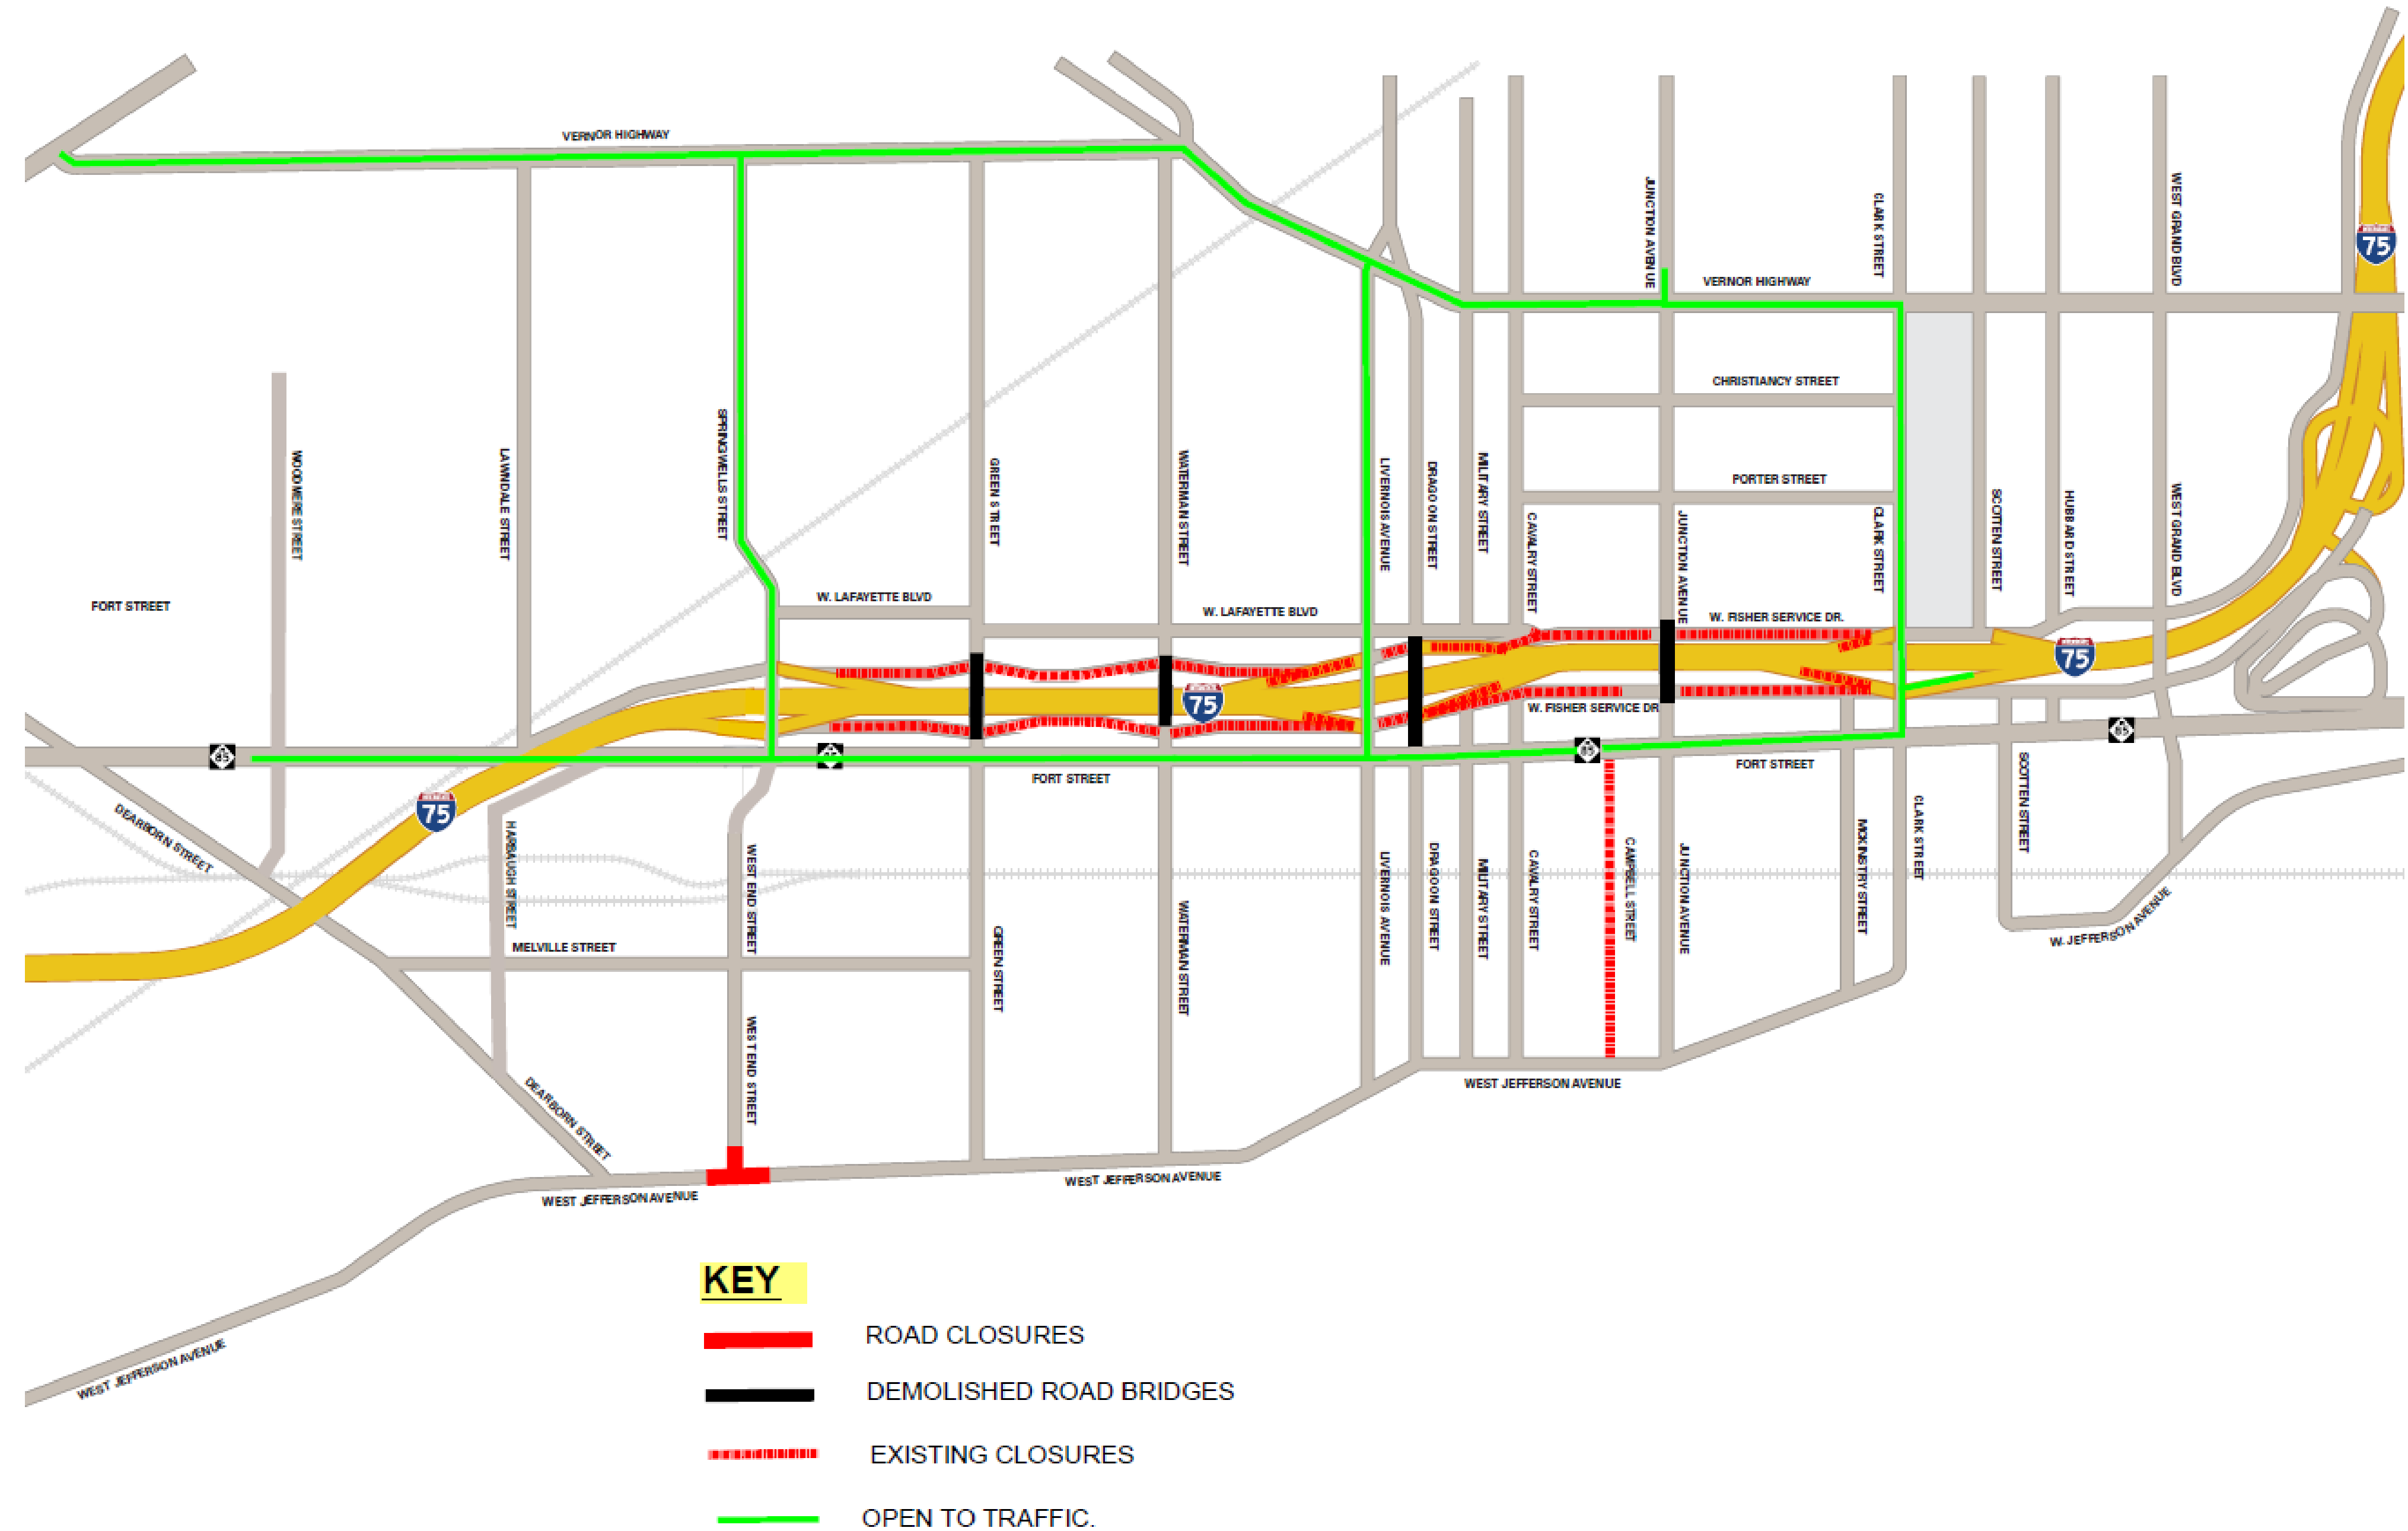 VERNOR HIGHWAY
JUNCTION AVENUE
CLARK STREET
WEST GRAND BLVD
75
VERNOR HIGHWAY
CHRISTIANCY STREET
PORTER STREET
WOODMERE STREET
LAWNDALE STREET
SPRINGWELLS STREET
GREEN STREET
WATERMAN STREET
LIVERNOIS AVENUE
DRAGOON STREET
MILITARY STREET
CAVALRY STREET
JUNCTION AVENUE
CLARK STREET
SCOTTEN STREET
HUBBARD STREET
WEST GRAND BLVD
FORT STREET
W. LAFAYETTE BLVD
W. LAFAYETTE BLVD
W. FISHER SERVICE DR.
75
75
W. FISHER SERVICE DR
85
85
85
FORT STREET
FORT STREET
75
DEARBORN STREET
HARBAUGH STREET
WEST END STREET
LIVERNOIS AVENUE
DRAGOON STREET
MILITARY STREET
CAVALRY STREET
CAMPBELL STREET
JUNCTION AVENUE
MCKINSTRY STREET
CLARK STREET
SCOTTEN STREET
W. JEFFERSON AVENUE
MELVILLE STREET
GREEN STREET
WATERMAN STREET
WEST END STREET
DEARBORN STREET
WEST JEFFERSON AVENUE
WEST JEFFERSON AVENUE
WEST JEFFERSON AVENUE
WEST JEFFERSON AVENUE
KEY
ROAD CLOSURES
DEMOLISHED ROAD BRIDGES
EXISTING CLOSURES
OPEN TO TRAFFIC.